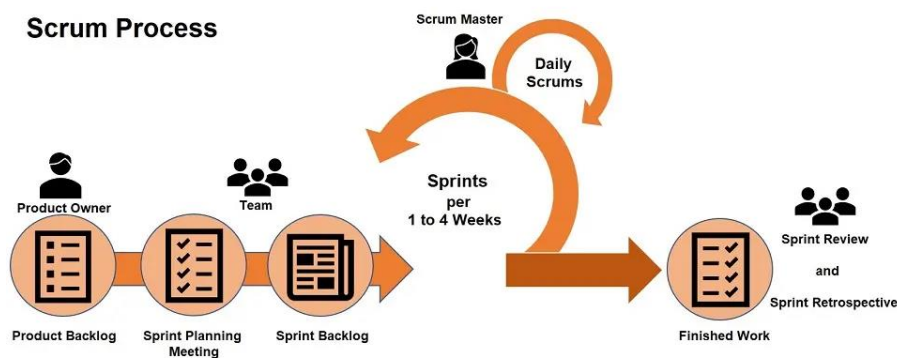 Scrum Process
Scrum Master
Daily
Scrums
Sprints
per
1 to 4 Weeks
Product Owner
Team
Product Backlog
Sprint Planning
Meeting
Sprint Backlog
Finished Work
Sprint Review
and
Sprint Retrospective